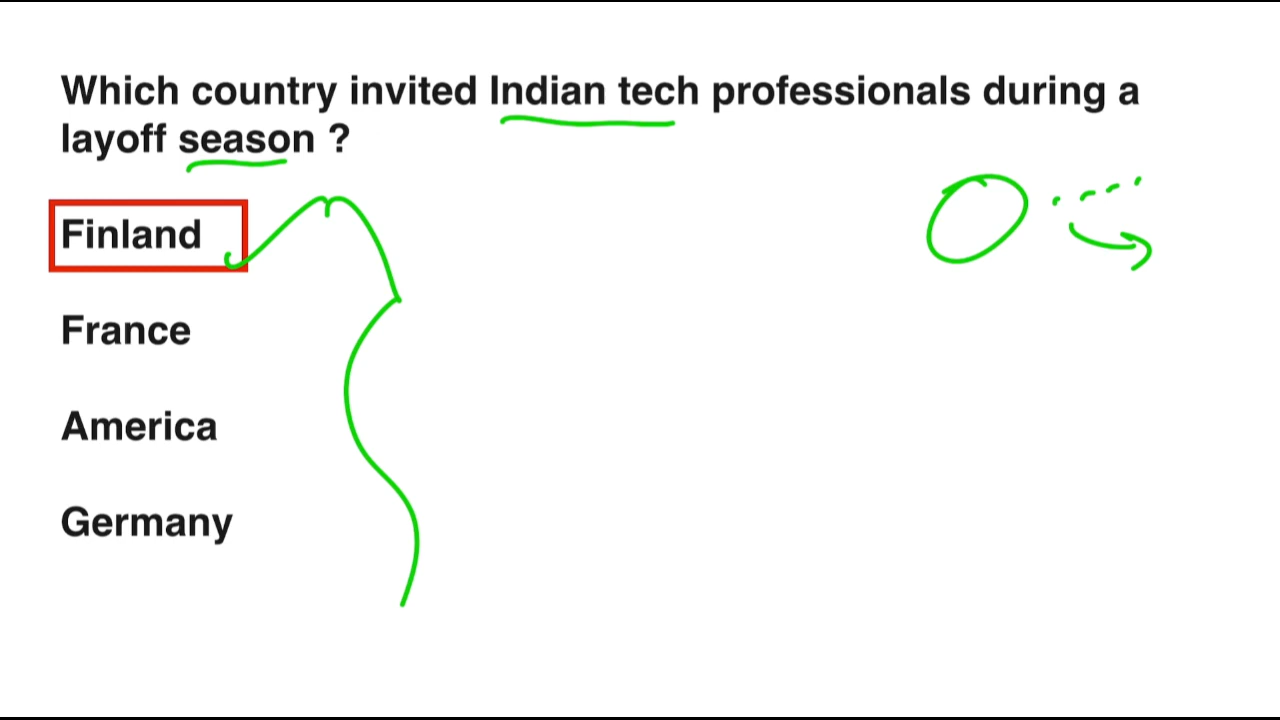 Which country invited Indian tech professionals during a
layoff season ?
Finland
France
America
Germany